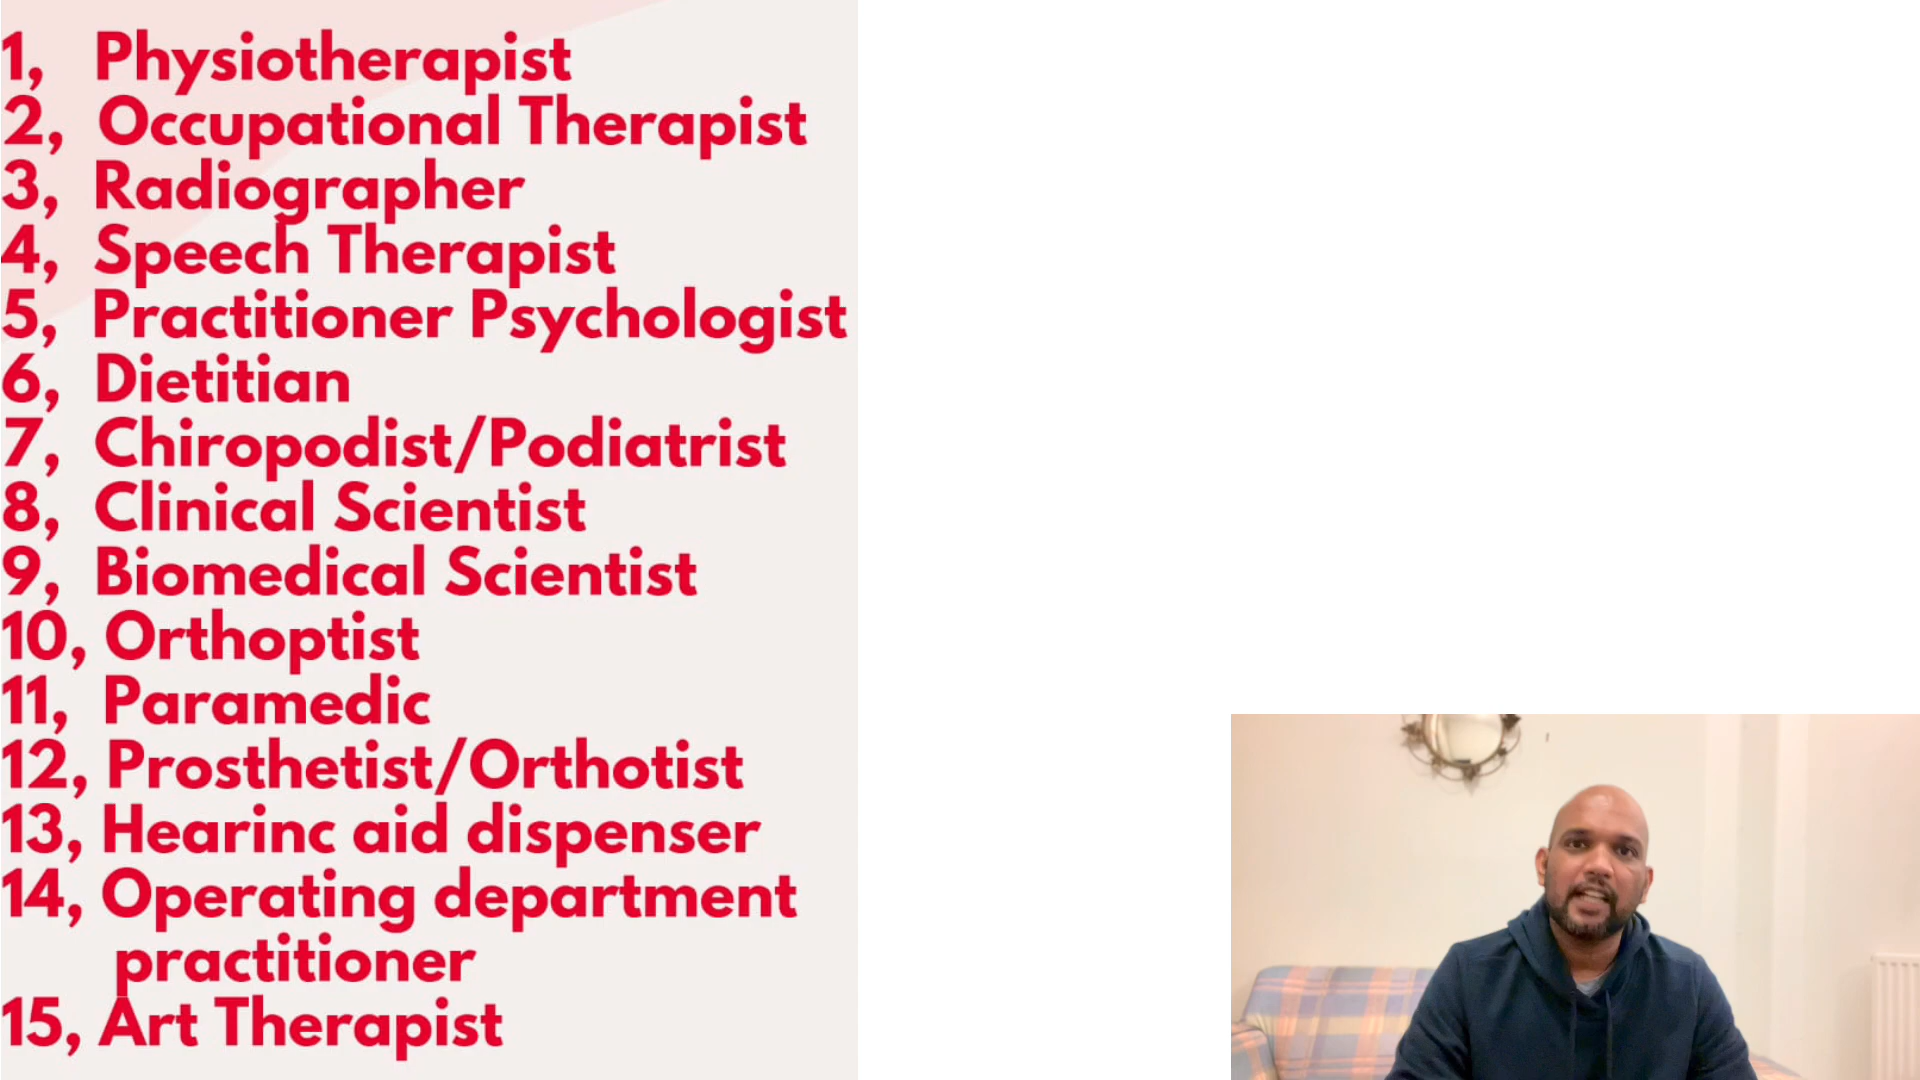 1, Physiotherapist
2, Occupational Therapist
3, Radiographer
4, Speech Therapist
5, Practitioner Psychologist
6, Dietitian
7, Chiropodist/Podiatrist
8, Clinical Scientist
9, Biomedical Scientist
10, Orthoptist
11, Paramedic
12, Prosthetist/Orthotist
13, Hearinc aid dispenser
14, Operating department
practitioner
15, Art Therapist